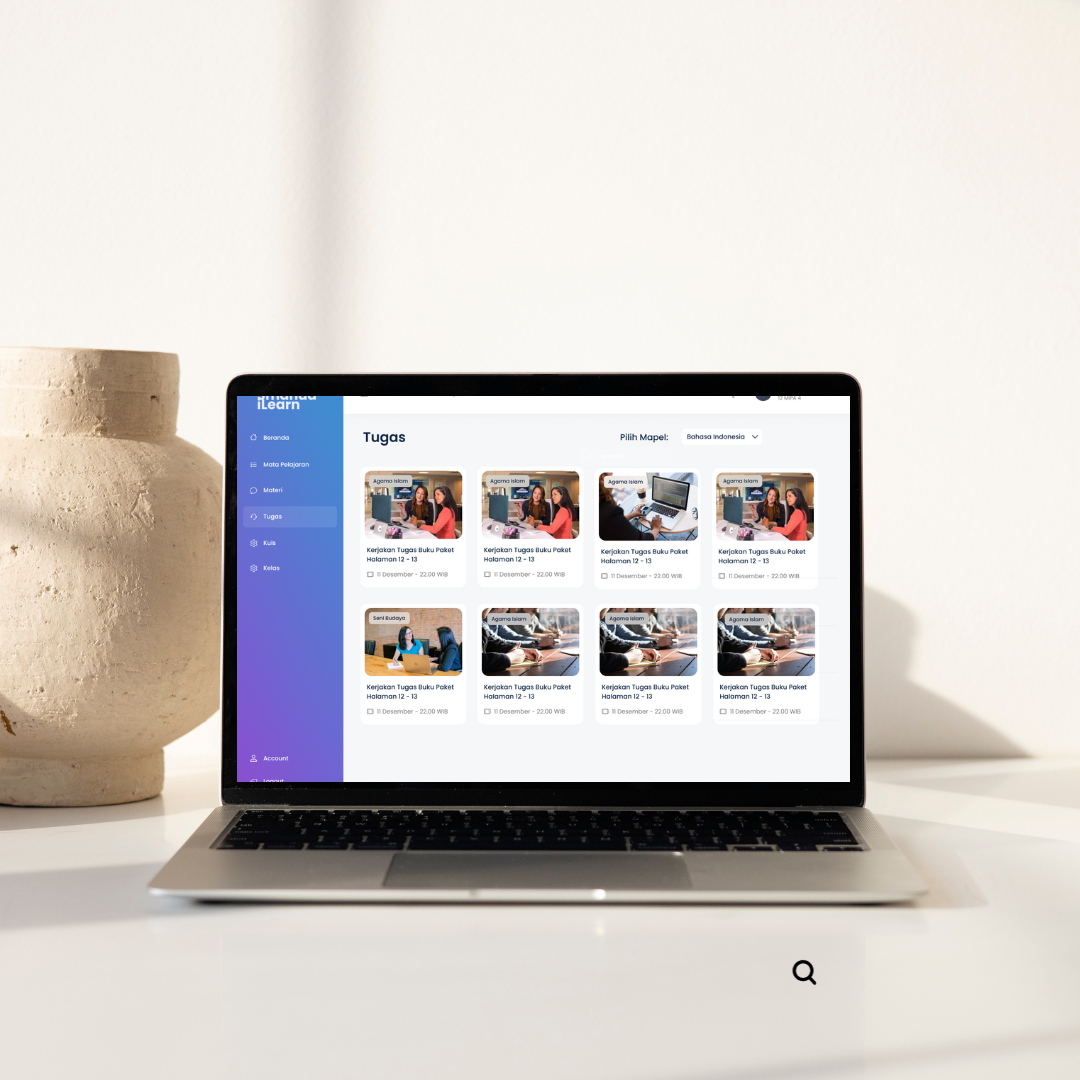 iLearn
Beranda
Mata Pelajaran
Materi
Tugas
Kuis
Kelas
Account
Logout
Tugas
Pilih Mapel:
Bahasa Indonesia
Agama Islam
Kerjakan Tugas Buku Paket
Halaman 12 - 13
11 Desember - 22.00 WIB
Agama Islam
Kerjakan Tugas Buku Paket
Halaman 12 - 13
11 Desember - 22.00 WIB
Agama Islam
Kerjakan Tugas Buku Paket
Halaman 12 - 13
11 Desember - 22.00 WIB
Agama Islam
Kerjakan Tugas Buku Paket
Halaman 12 - 13
11 Desember - 22.00 WIB
Seni Budaya
Kerjakan Tugas Buku Paket
Halaman 12 - 13
11 Desember - 22.00 WIB
Agama Islam
Kerjakan Tugas Buku Paket
Halaman 12 - 13
11 Desember - 22.00 WIB
Agama Islam
Kerjakan Tugas Buku Paket
Halaman 12 - 13
11 Desember - 22.00 WIB
Agama Islam
Kerjakan Tugas Buku Paket
Halaman 12 - 13
11 Desember - 22.00 WIB